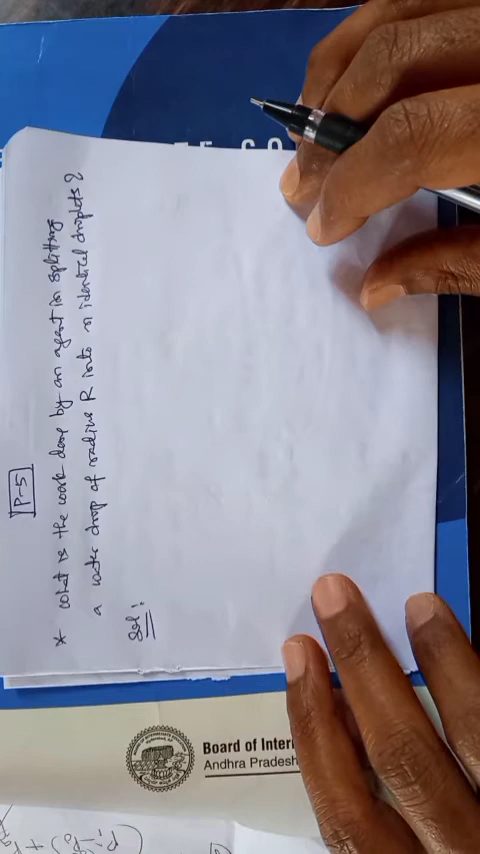 P-5
* What is the work done by an agent in splitting
a water drop of radius R into n identical droplets ?
Sol:
Board of Inter
Andhra Pradesh